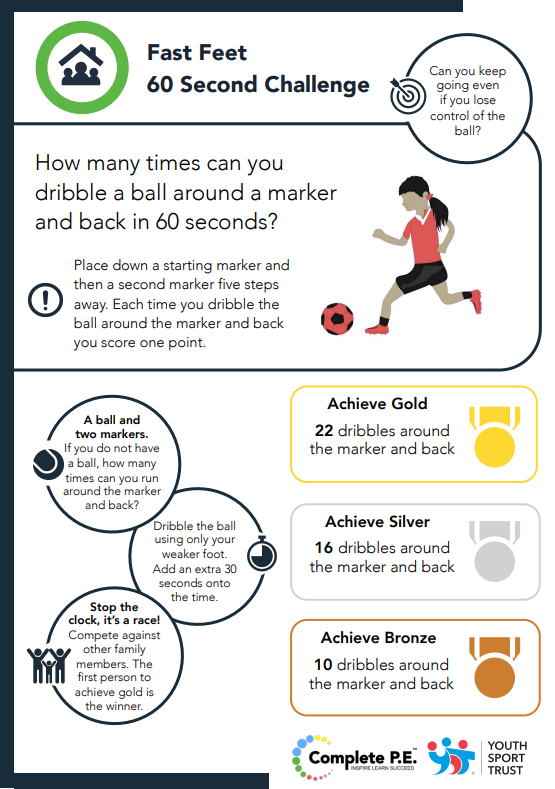 Fast Feet
60 Second Challenge
Can you keep
going even
if you lose
control of the
ball?
How many times can you
dribble a ball around a marker
and back in 60 seconds?
Place down a starting marker and
then a second marker five steps
away. Each time you dribble the
ball around the marker and back
you score one point.
A ball and
two markers.
If you do not have
a ball, how many
times can you run
around the marker
and back?
Dribble the ball
using only your
weaker foot.
Add an extra 30
seconds onto
the time.
Stop the
clock, it's a race!
Compete against
other family
members. The
first person to
achieve gold is
the winner.
Achieve Gold
22 dribbles around
the marker and back
Achieve Silver
16 dribbles around
the marker and back
Achieve Bronze
10 dribbles around
the marker and back
Complete P.E.™
INSPIRE LEARN SUCCEED
YOUTH
SPORT
TRUST